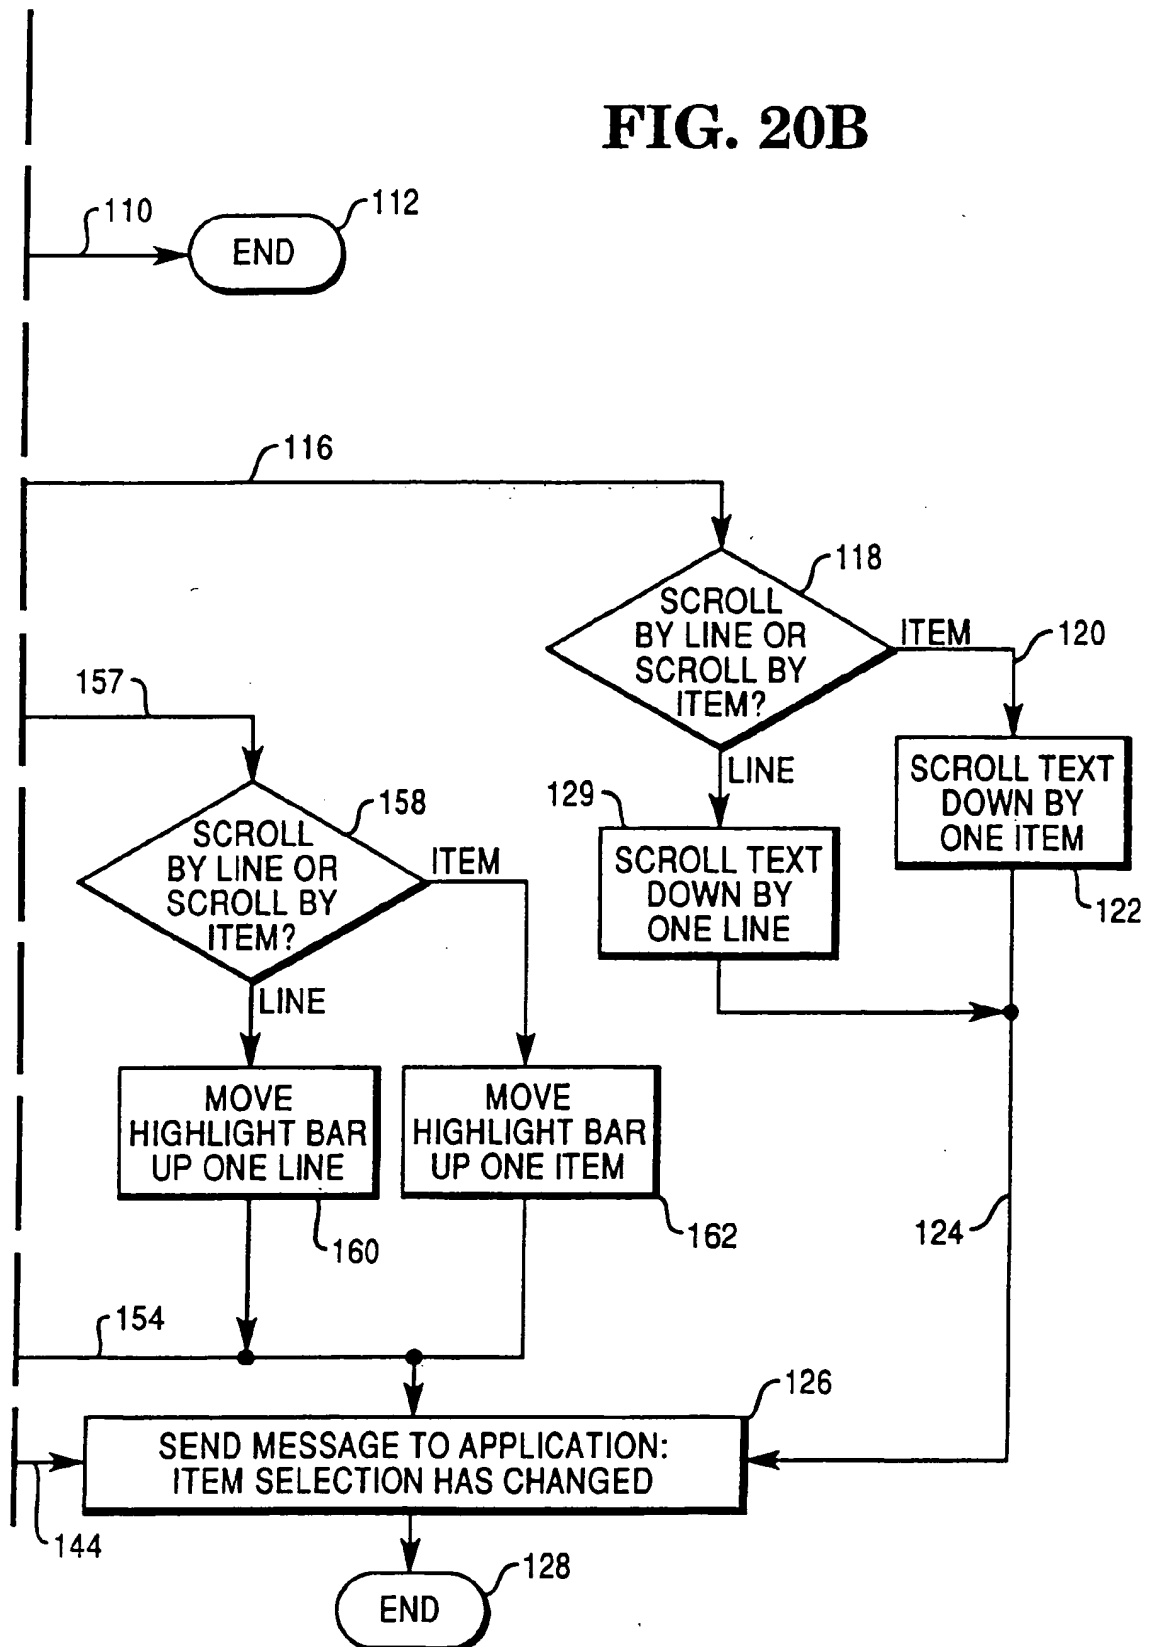 FIG. 20B
110
112
END
116
118
SCROLL
BY LINE OR
SCROLL BY
ITEM?
ITEM
120
157
LINE
SCROLL TEXT
DOWN BY
ONE ITEM
129
158
SCROLL
BY LINE OR
SCROLL BY
ITEM?
ITEM
SCROLL TEXT
DOWN BY
ONE LINE
122
LINE
MOVE
HIGHLIGHT BAR
UP ONE LINE
MOVE
HIGHLIGHT BAR
UP ONE ITEM
160
162
124
154
126
SEND MESSAGE TO APPLICATION:
ITEM SELECTION HAS CHANGED
144
128
END